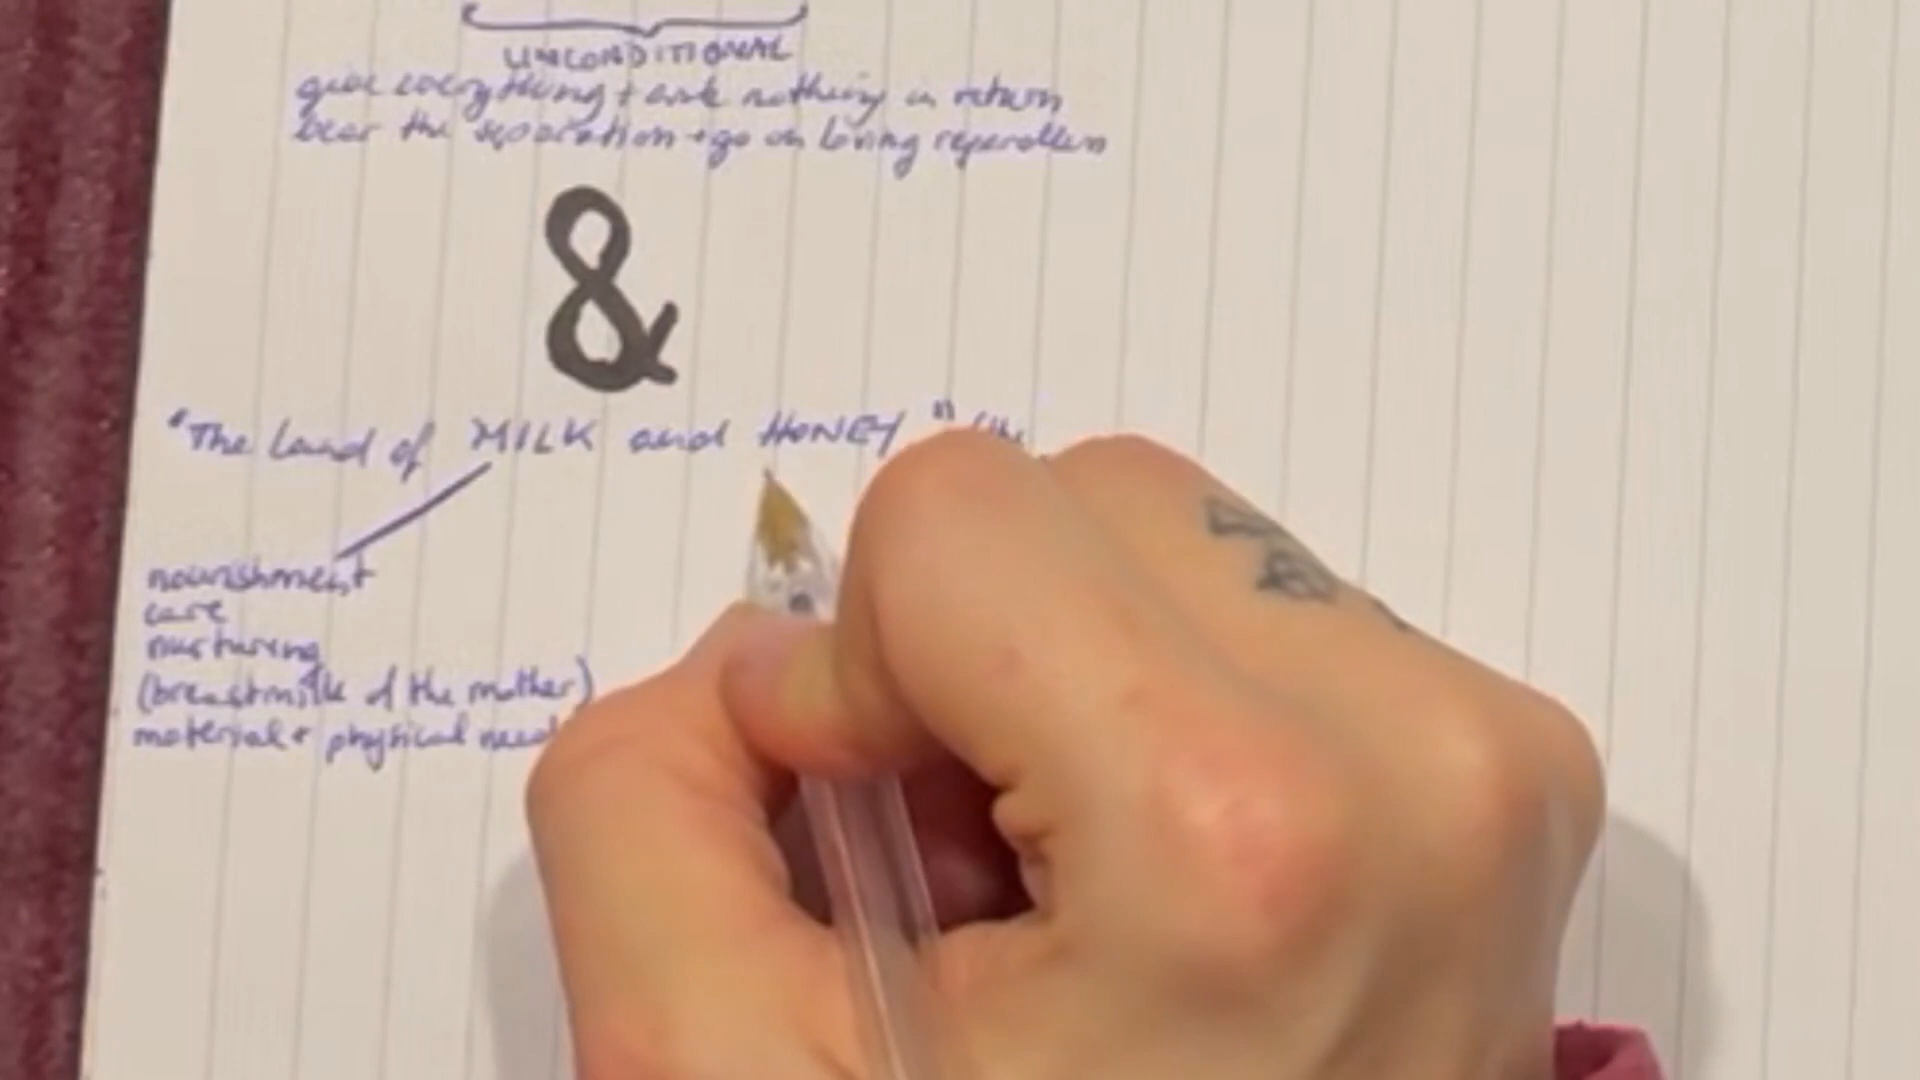 UNCONDITIONAL
give everything + ask nothing in return
bear the separation + go on loving regardless
&
"The Land of MILK and HONEY"
nourishment
care
nurturing
(breastmilk of the mother)
material + physical need